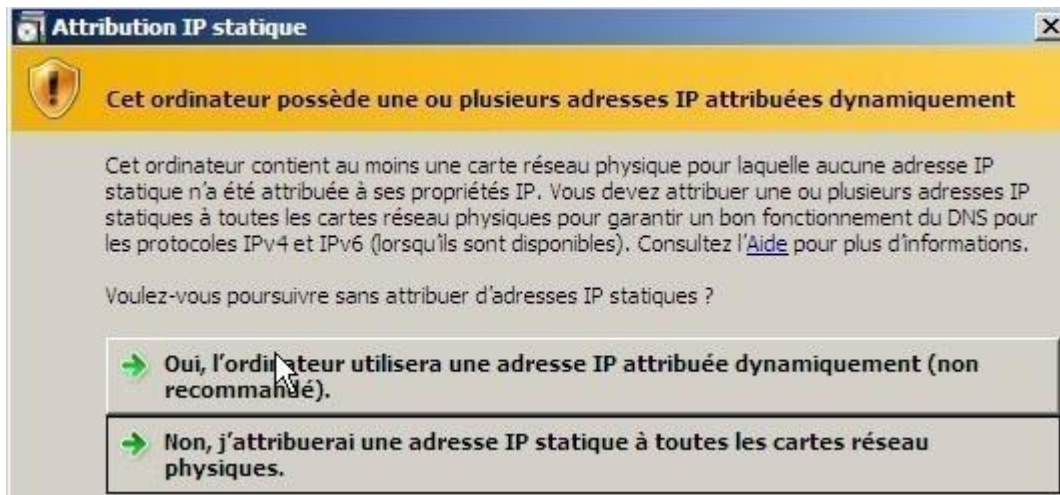 Attribution IP statique
Cet ordinateur possède une ou plusieurs adresses IP attribuées dynamiquement
Cet ordinateur contient au moins une carte réseau physique pour laquelle aucune adresse IP
statique n'a été attribuée à ses propriétés IP. Vous devez attribuer une ou plusieurs adresses IP
statiques à toutes les cartes réseau physiques pour garantir un bon fonctionnement du DNS pour
les protocoles IPv4 et IPv6 (lorsqu'ils sont disponibles). Consultez l'Aide pour plus d'informations.
Voulez-vous poursuivre sans attribuer d'adresses IP statiques ?
Oui, l'ordinateur utilisera une adresse IP attribuée dynamiquement (non
recommandé).
Non, j'attribuerai une adresse IP statique à toutes les cartes réseau
physiques.